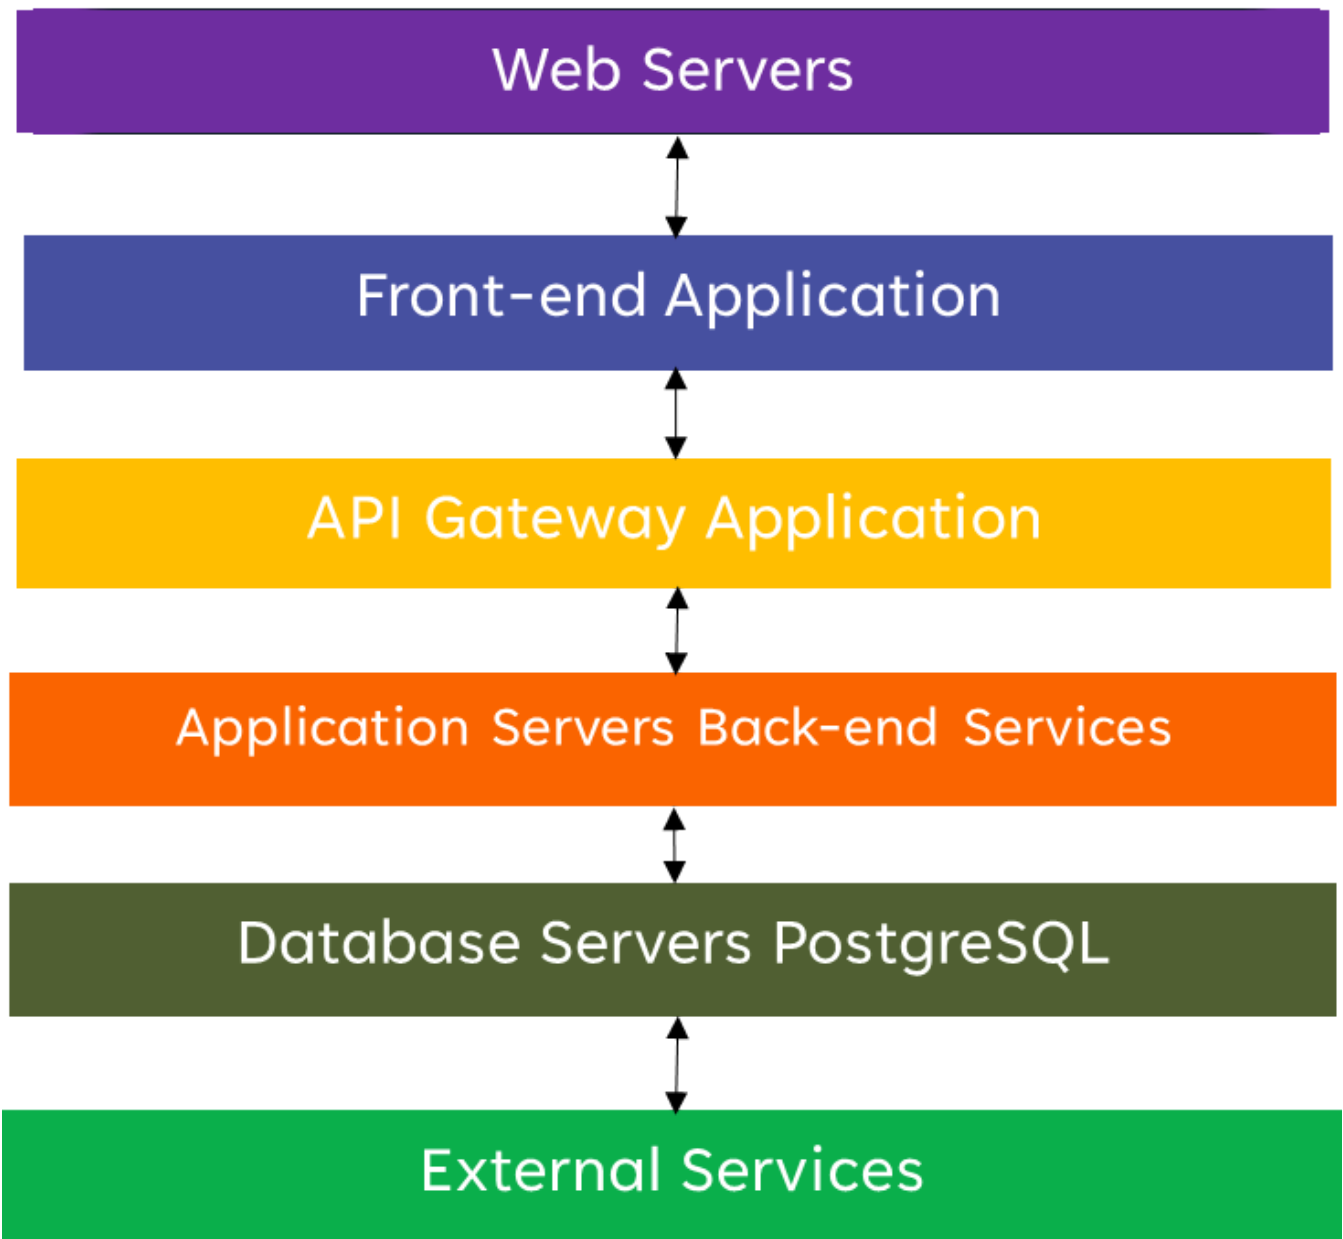 Web Servers
Front-end Application
API Gateway Application
Application Servers Back-end Services
Database Servers PostgreSQL
External Services